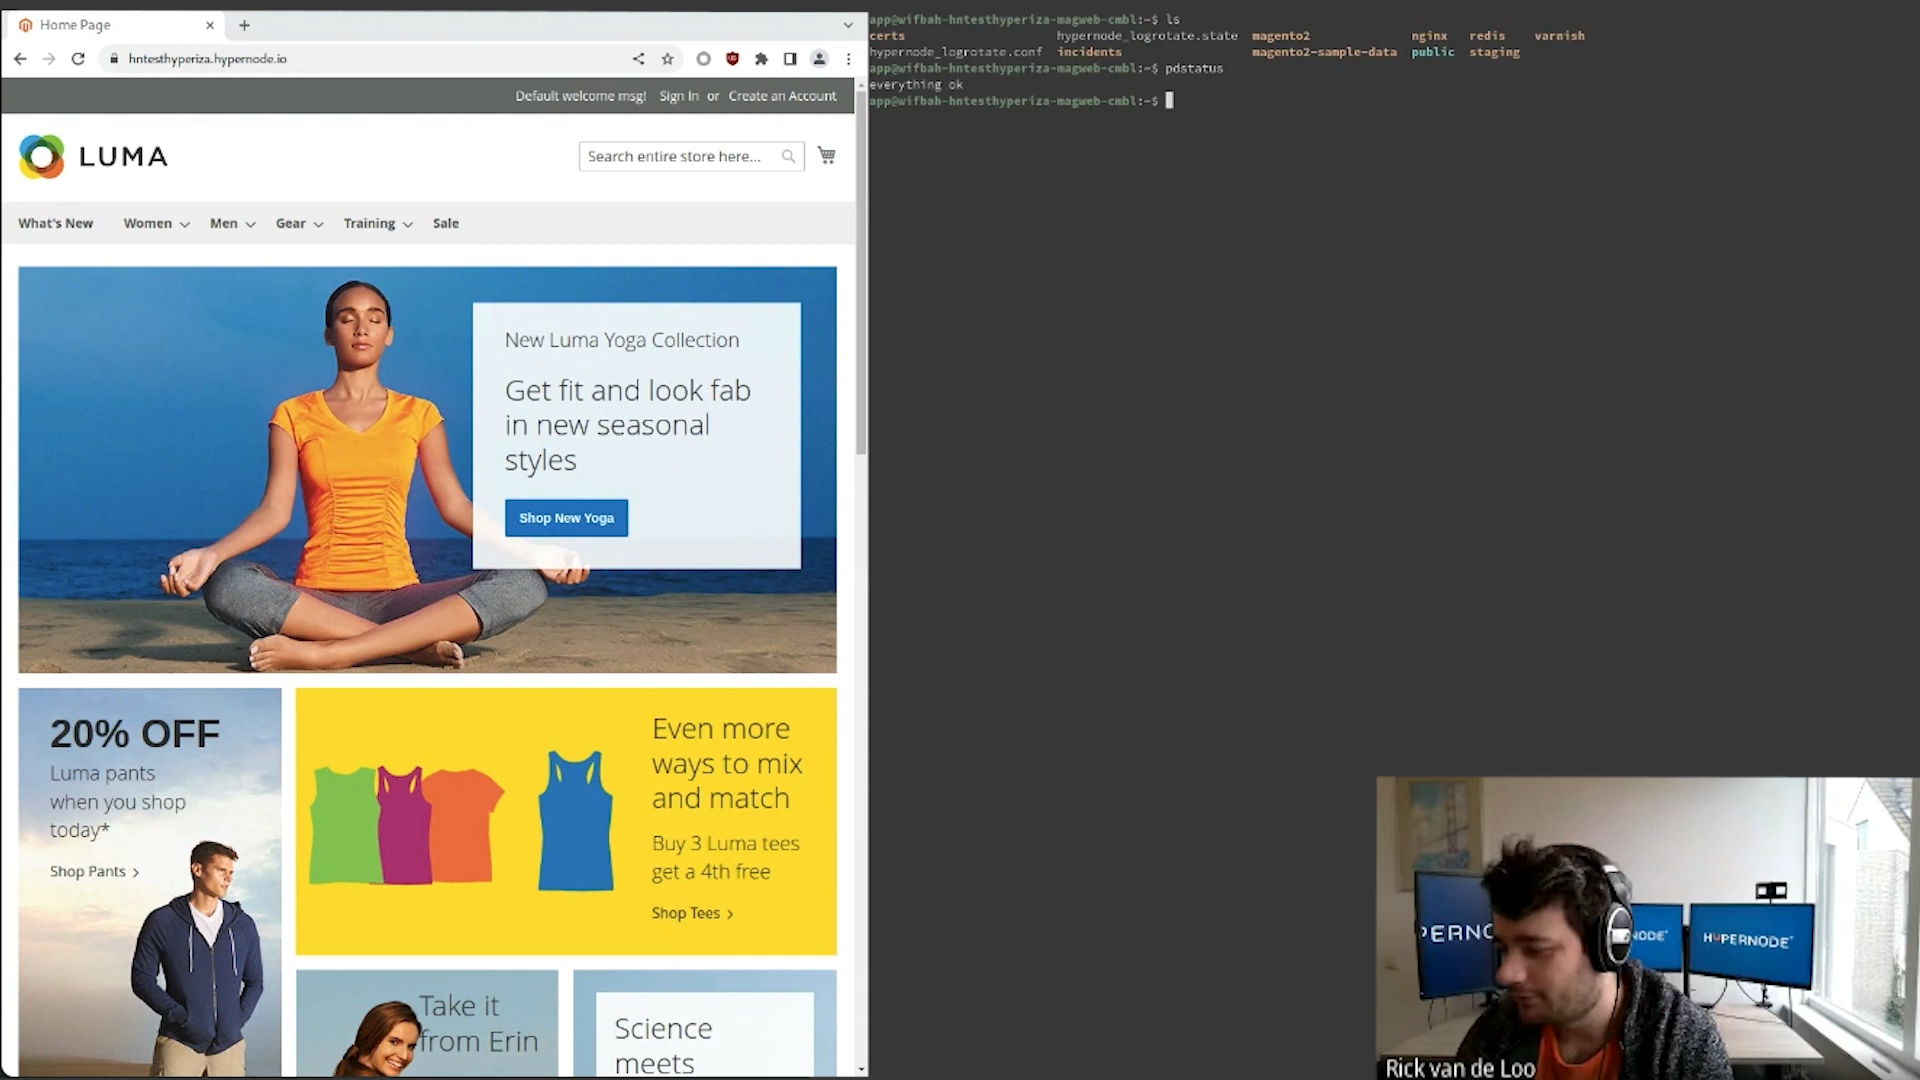 Home Page
hntesthyperiza.hypernode.io
Default welcome msg! Sign In or Create an Account
LUMA
Search entire store here...
What's New Women Men Gear Training Sale
New Luma Yoga Collection
Get fit and look fab
in new seasonal
styles
Shop New Yoga
20% OFF
Luma pants
when you shop
today*
Shop Pants >
Even more
ways to mix
and match
Buy 3 Luma tees
get a 4th free
Shop Tees >
Take it
from Erin
Science
meets
app@wifbah-hntesthyperiza-magweb-cmbl:~$ ls
certs hypernode_logrotate.state magento2 nginx redis varnish
hypernode_logrotate.conf incidents magento2-sample-data public staging
app@wifbah-hntesthyperiza-magweb-cmbl:~$ pdstatus
everything ok
app@wifbah-hntesthyperiza-magweb-cmbl:~$
PERNO
NODE
HYPERNODE
Rick van de Loo